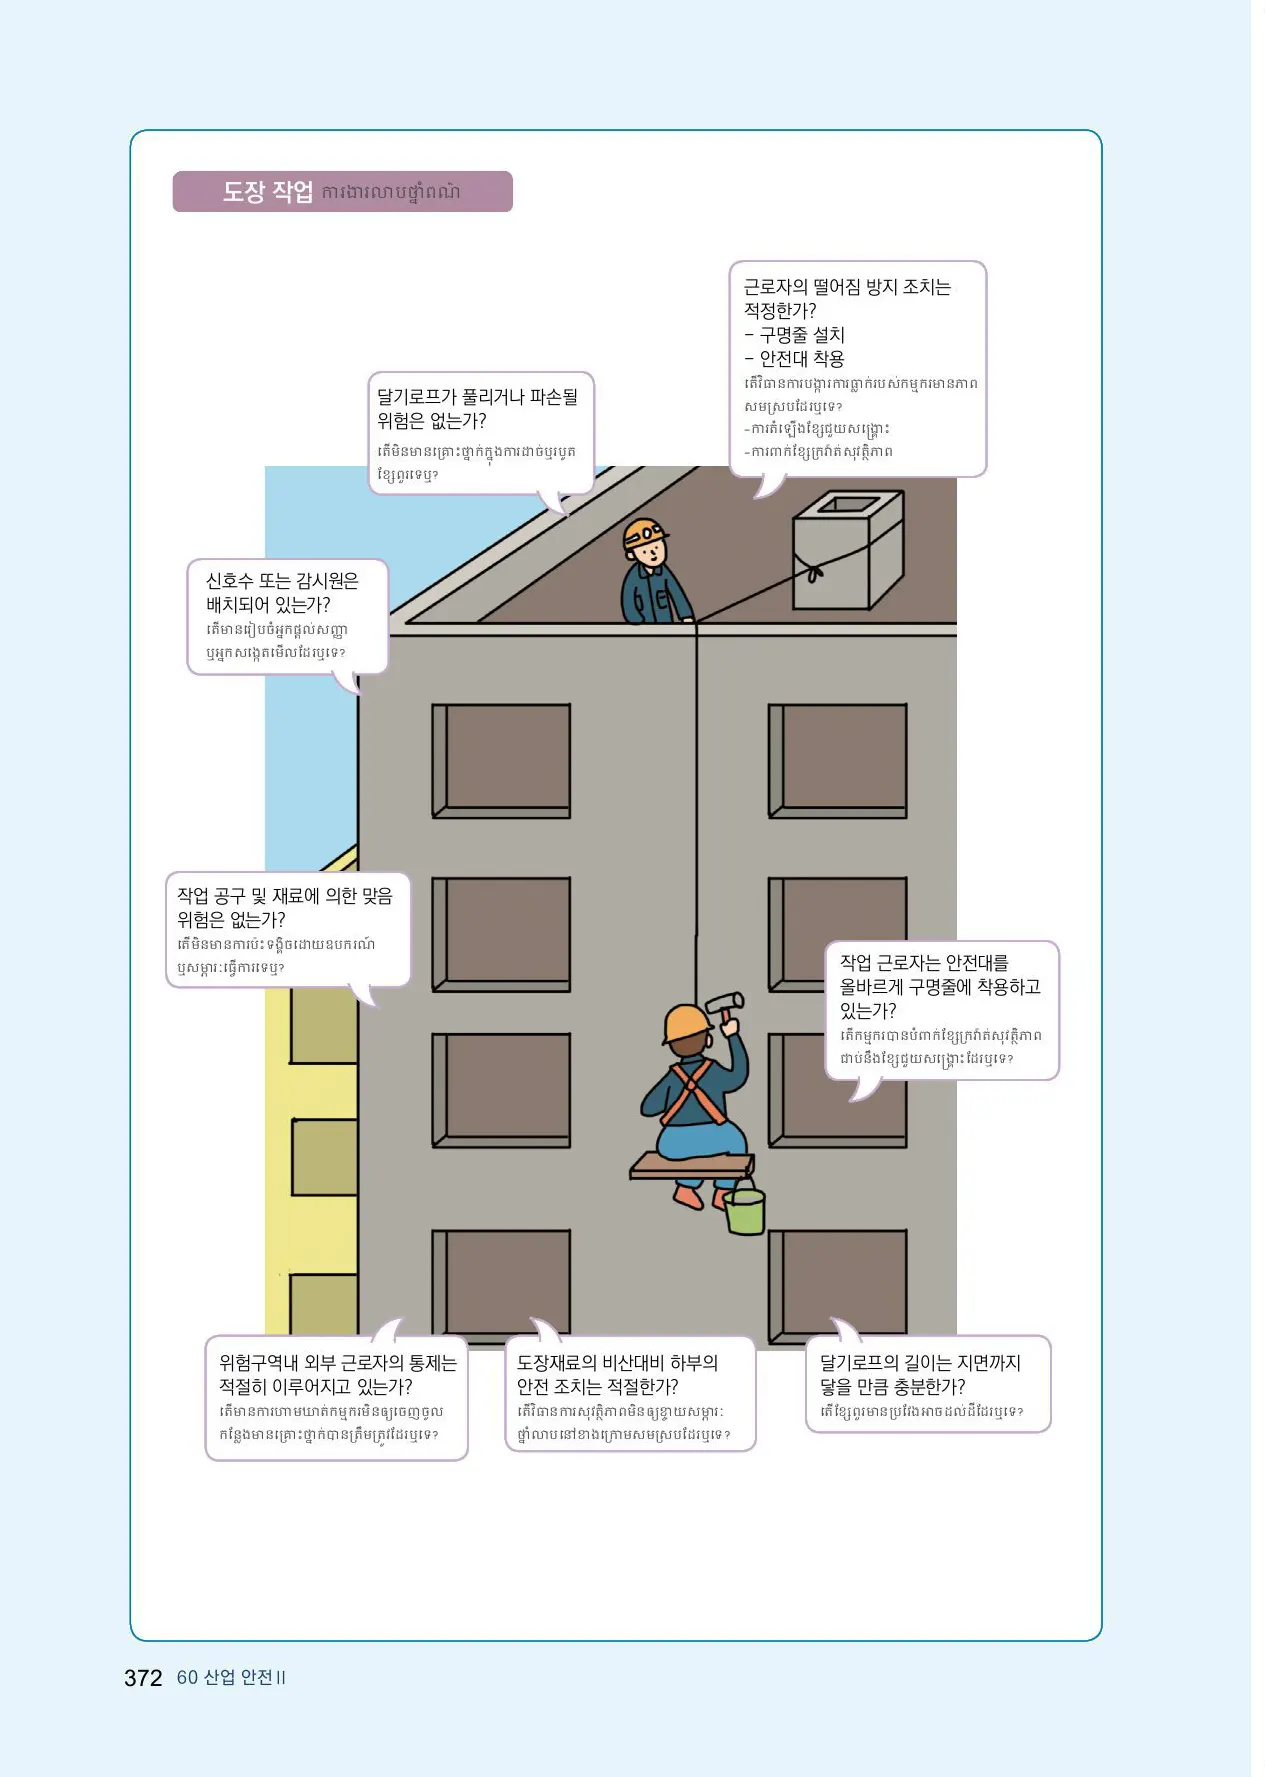 도장 작업 ការងារលាបថ្នាំពណ៌
근로자의 떨어짐 방지 조치는
적정한가?
- 구명줄 설치
- 안전대 착용
តើវិធានការបង្ការការធ្លាក់របស់កម្មករមានភាព
សមស្របដែរឬទេ?
-ការតំឡើងខ្សែជួយសង្គ្រោះ
-ការពាក់ខ្សែក្រវ៉ាត់សុវត្ថិភាព
달기로프가 풀리거나 파손될
위험은 없는가?
តើមិនមានគ្រោះថ្នាក់ក្នុងការដាច់ឬរបូត
ខ្សែពួរទេឬ?
신호수 또는 감시원은
배치되어 있는가?
តើមានរៀបចំអ្នកផ្តល់សញ្ញា
ឬអ្នកសង្កេតមើលដែរឬទេ?
작업 공구 및 재료에 의한 맞음
위험은 없는가?
តើមិនមានការប៉ះទង្គិចដោយឧបករណ៍
ឬសម្ភារៈធ្វើការទេឬ?
작업 근로자는 안전대를
올바르게 구명줄에 착용하고
있는가?
តើកម្មករបានបំពាក់ខ្សែក្រវ៉ាត់សុវត្ថិភាព
ជាប់នឹងខ្សែជួយសង្គ្រោះដែរឬទេ?
위험구역내 외부 근로자의 통제는
적절히 이루어지고 있는가?
តើមានការហាមឃាត់កម្មករមិនឲ្យចេញចូល
កន្លែងមានគ្រោះថ្នាក់បានត្រឹមត្រូវដែរឬទេ?
도장재료의 비산대비 하부의
안전 조치는 적절한가?
តើវិធានការសុវត្ថិភាពមិនឲ្យខ្ចាយសម្ភារៈ
ថ្នាំលាបនៅខាងក្រោមសមស្របដែរឬទេ?
달기로프의 길이는 지면까지
닿을 만큼 충분한가?
តើខ្សែពួរមានប្រវែងអាចដល់ដីដែរឬទេ?
372 60 산업 안전 II